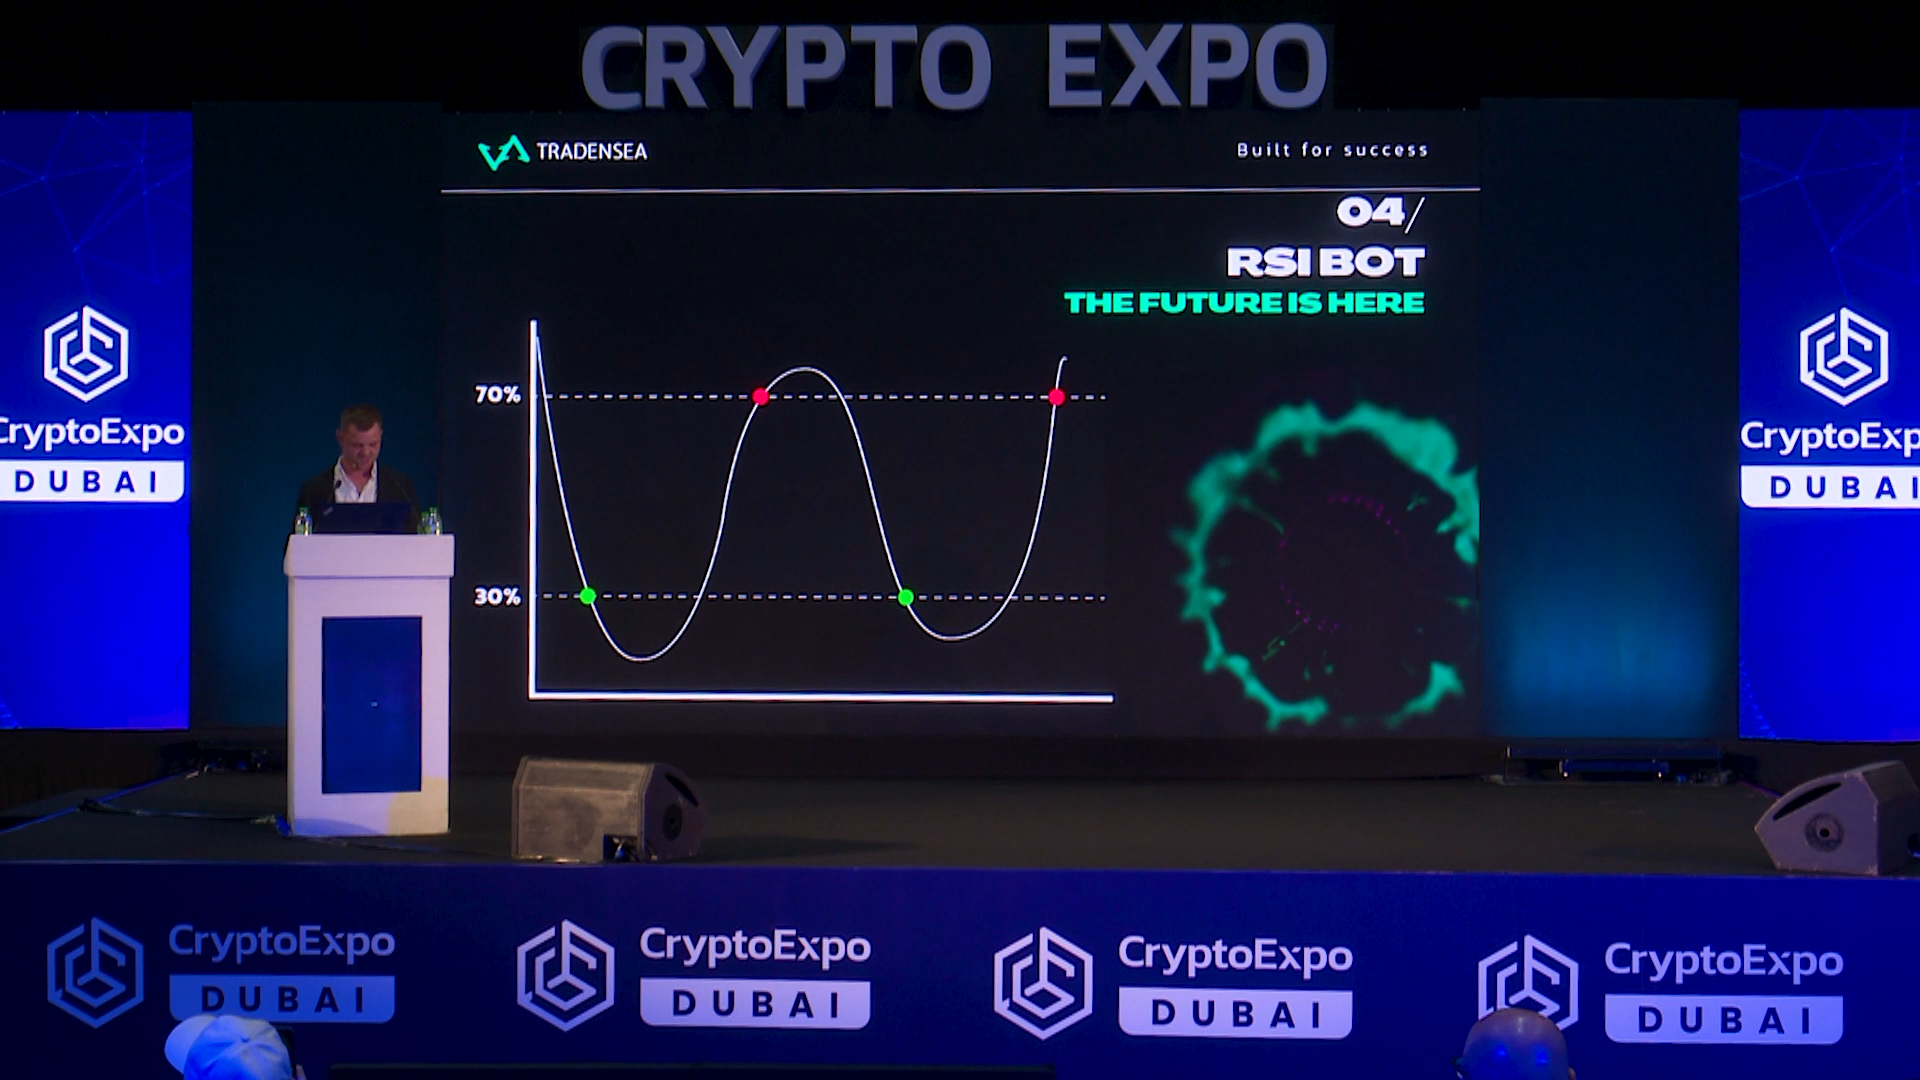 CRYPTO EXPO
TRADENSEA
Built for success
04/
RSI BOT
THE FUTURE IS HERE
70%
30%
CryptoExpo
DUBAI
CryptoExp
DUBAI
CryptoExpo
DUBAI
CryptoExpo
DUBAI
CryptoExpo
DUBAI
CryptoExpo
DUBAI